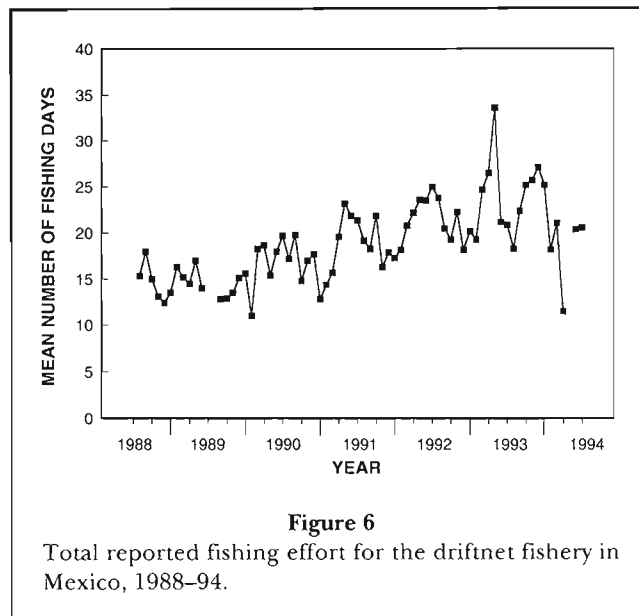 40
35
30
25
20
15
10
5
0
MEAN NUMBER OF FISHING DAYS
1988 1989 1990 1991 1992 1993 1994
YEAR
Figure 6
Total reported fishing effort for the driftnet fishery in
Mexico, 1988–94.